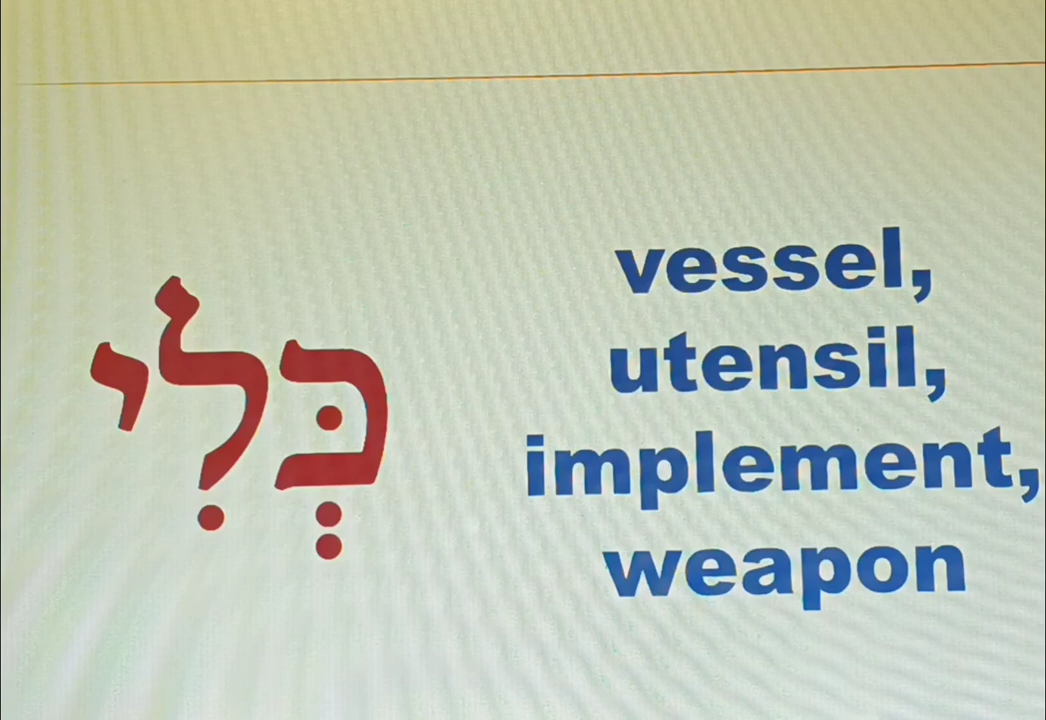 כְּלִי
vessel,
utensil,
implement,
weapon